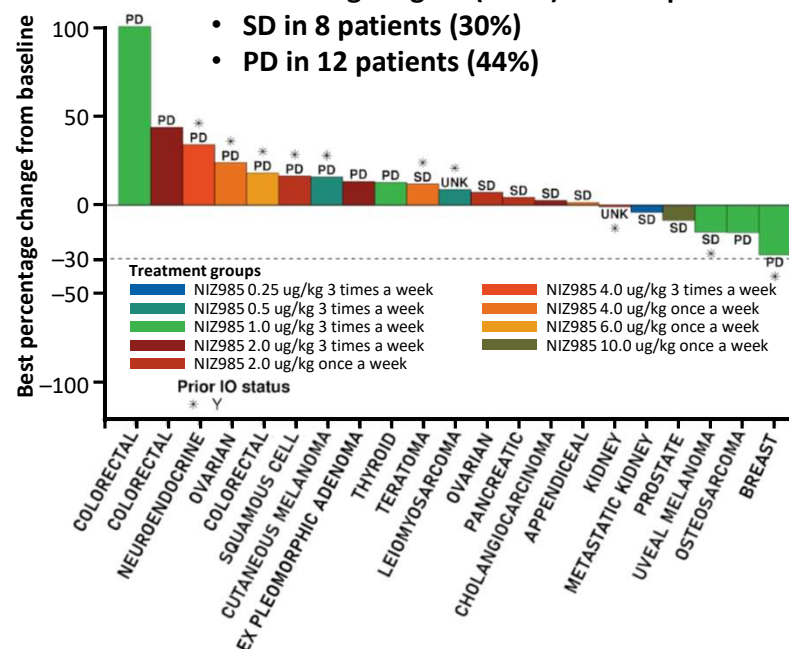 • SD in 8 patients (30%)
• PD in 12 patients (44%)
Best percentage change from baseline
100
50
0
−30
−50
−100
PD
PD
* PD
* PD
* PD
* PD
* PD
PD
PD
* SD
* UNK
SD
SD
SD
SD
UNK *
SD
SD
SD *
PD
PD *
Treatment groups
NIZ985 0.25 ug/kg 3 times a week
NIZ985 0.5 ug/kg 3 times a week
NIZ985 1.0 ug/kg 3 times a week
NIZ985 2.0 ug/kg 3 times a week
NIZ985 2.0 ug/kg once a week
NIZ985 4.0 ug/kg 3 times a week
NIZ985 4.0 ug/kg once a week
NIZ985 6.0 ug/kg once a week
NIZ985 10.0 ug/kg once a week
Prior IO status
* Y
COLORECTAL
COLORECTAL
NEUROENDOCRINE
OVARIAN
COLORECTAL
SQUAMOUS CELL
CUTANEOUS MELANOMA
EX PLEOMORPHIC ADENOMA
THYROID
TERATOMA
LEIOMYOSARCOMA
OVARIAN
PANCREATIC
CHOLANGIOCARCINOMA
APPENDICEAL
KIDNEY
METASTATIC KIDNEY
PROSTATE
UVEAL MELANOMA
OSTEOSARCOMA
BREAST